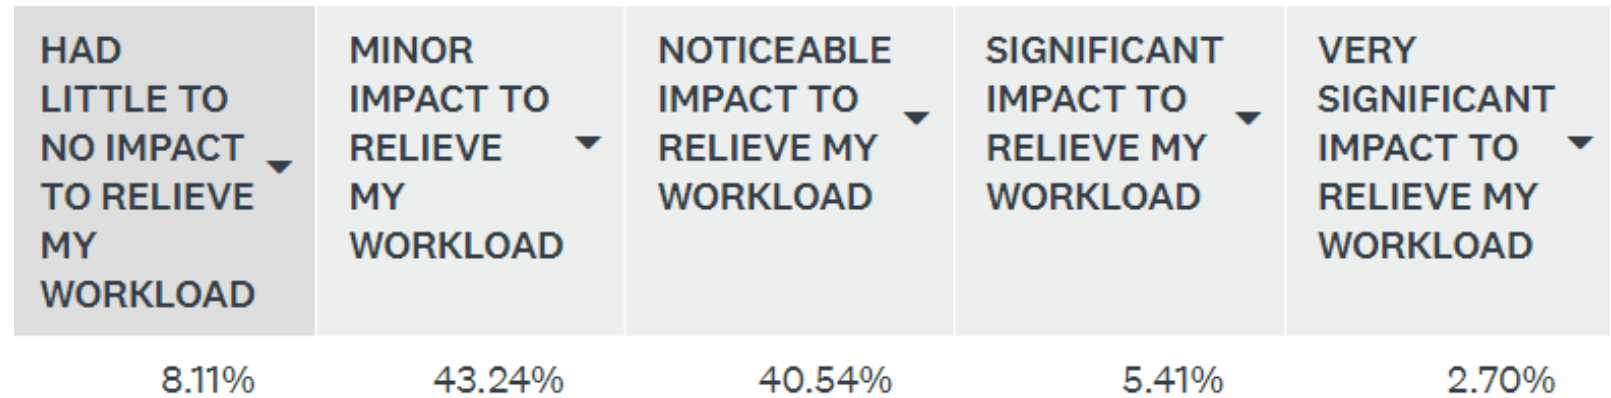 HAD
LITTLE TO
NO IMPACT
TO RELIEVE
MY
WORKLOAD
MINOR
IMPACT TO
RELIEVE
MY
WORKLOAD
NOTICEABLE
IMPACT TO
RELIEVE MY
WORKLOAD
SIGNIFICANT
IMPACT TO
RELIEVE MY
WORKLOAD
VERY
SIGNIFICANT
IMPACT TO
RELIEVE MY
WORKLOAD
8.11% 43.24% 40.54% 5.41% 2.70%